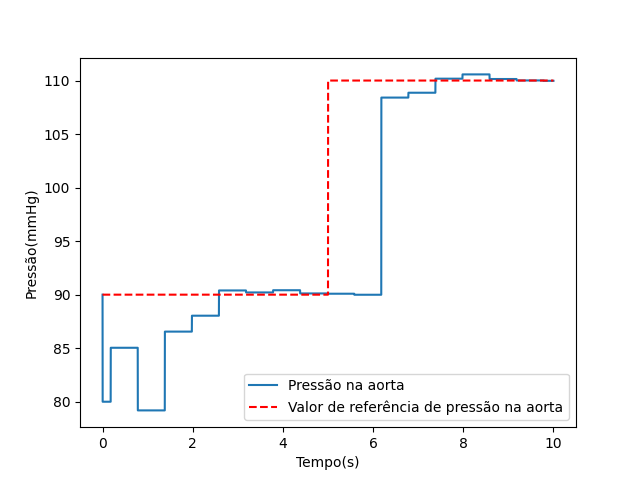 110
105
100
95
90
85
80
Pressão(mmHg)
Pressão na aorta
Valor de referência de pressão na aorta
0 2 4 6 8 10
Tempo(s)